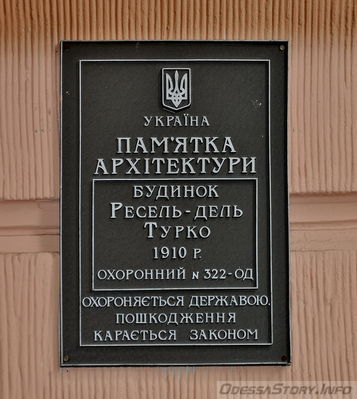 УКРАЇНА
ПАМ'ЯТКА
АРХІТЕКТУРИ
БУДИНОК
РЕСЕЛЬ-ДЕЛЬ
ТУРКО
1910 р.
ОХОРОННИЙ N 322-ОД
ОХОРОНЯЄТЬСЯ ДЕРЖАВОЮ.
ПОШКОДЖЕННЯ
КАРАЄТЬСЯ ЗАКОНОМ
OdessaStory.Info